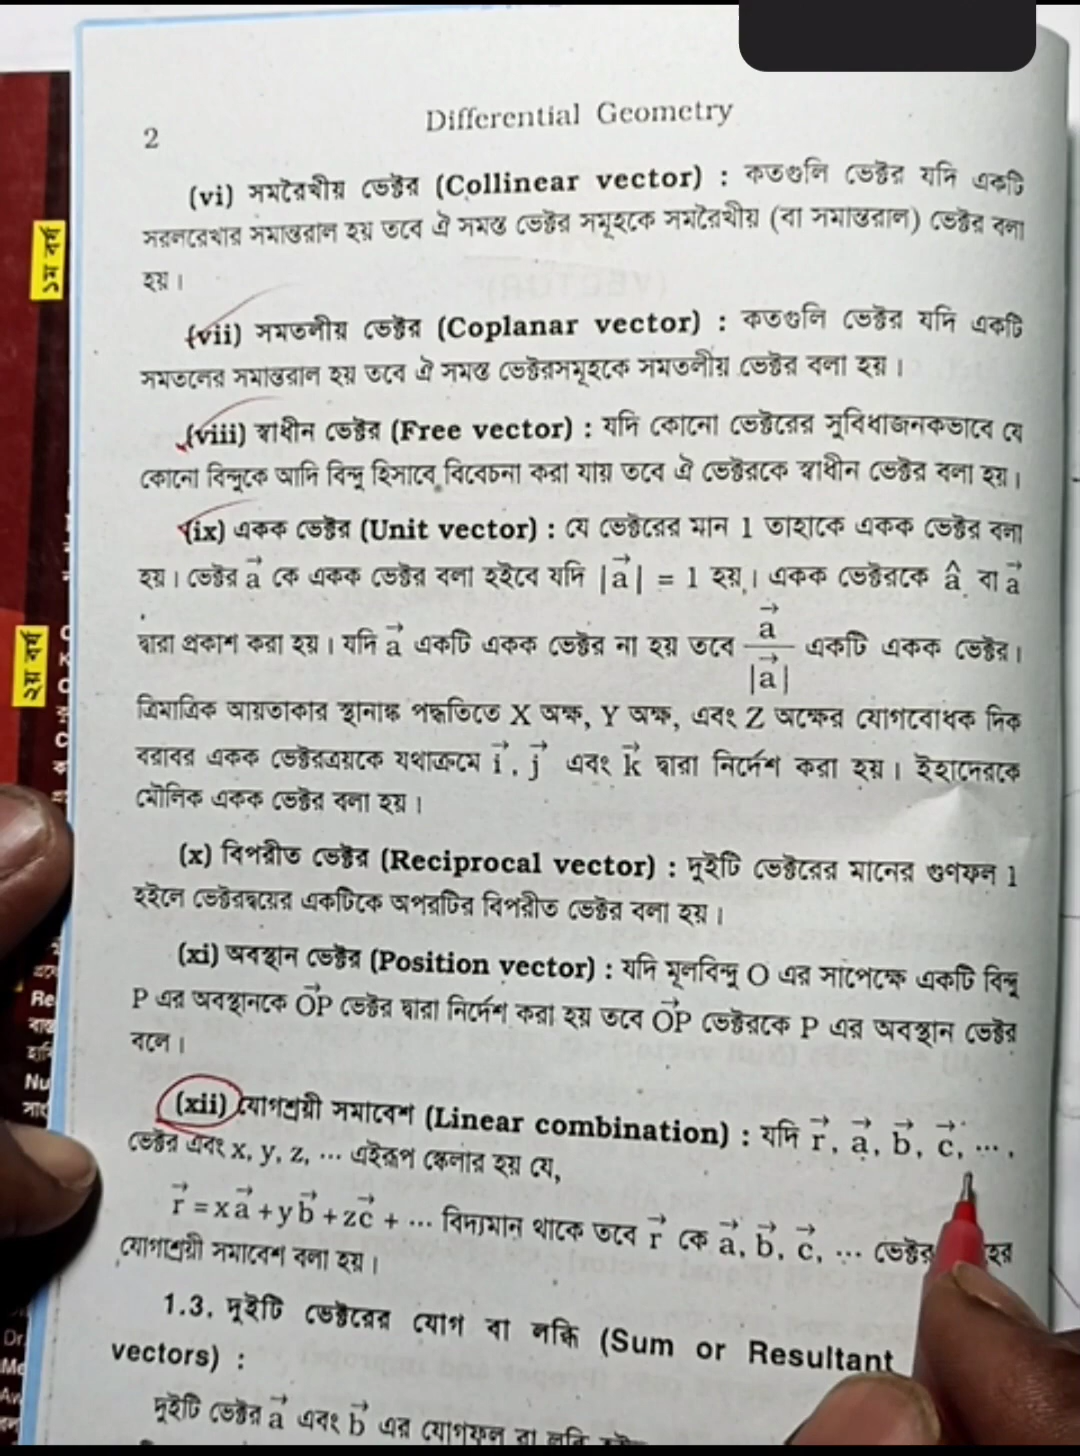 2
Differential Geometry
(vi) সমরৈখীয় ভেক্টর (Collinear vector) : কতগুলি ভেক্টর যদি একটি
সরলরেখার সমান্তরাল হয় তবে ঐ সমস্ত ভেক্টর সমূহকে সমরৈখীয় (বা সমান্তরাল) ভেক্টর বলা
হয়।
(vii) সমতলীয় ভেক্টর (Coplanar vector) : কতগুলি ভেক্টর যদি একটি
সমতলের সমান্তরাল হয় তবে ঐ সমস্ত ভেক্টরসমূহকে সমতলীয় ভেক্টর বলা হয়।
(viii) স্বাধীন ভেক্টর (Free vector) : যদি কোনো ভেক্টরের সুবিধাজনকভাবে যে
কোনো বিন্দুকে আদি বিন্দু হিসাবে বিবেচনা করা যায় তবে ঐ ভেক্টরকে স্বাধীন ভেক্টর বলা হয়।
(ix) একক ভেক্টর (Unit vector) : যে ভেক্টরের মান 1 তাহাকে একক ভেক্টর বলা
হয়। ভেক্টর a⃗ কে একক ভেক্টর বলা হইবে যদি |a⃗| = 1 হয়। একক ভেক্টরকে â বা a⃗
দ্বারা প্রকাশ করা হয়। যদি a⃗ একটি একক ভেক্টর না হয় তবে a⃗/|a⃗| একটি একক ভেক্টর।
ত্রিমাত্রিক আয়তাকার স্থানাঙ্ক পদ্ধতিতে X অক্ষ, Y অক্ষ, এবং Z অক্ষের যোগবোধক দিক
বরাবর একক ভেক্টরত্রয়কে যথাক্রমে i⃗, j⃗ এবং k⃗ দ্বারা নির্দেশ করা হয়। ইহাদেরকে
মৌলিক একক ভেক্টর বলা হয়।
(x) বিপরীত ভেক্টর (Reciprocal vector) : দুইটি ভেক্টরের মানের গুণফল 1
হইলে ভেক্টরদ্বয়ের একটিকে অপরটির বিপরীত ভেক্টর বলা হয়।
(xi) অবস্থান ভেক্টর (Position vector) : যদি মূলবিন্দু O এর সাপেক্ষে একটি বিন্দু
P এর অবস্থানকে OP⃗ ভেক্টর দ্বারা নির্দেশ করা হয় তবে OP⃗ ভেক্টরকে P এর অবস্থান ভেক্টর
বলে।
(xii) যোগাশ্রয়ী সমাবেশ (Linear combination) : যদি r⃗, a⃗, b⃗, c⃗, ...,
ভেক্টর এবং x, y, z, ... এইরূপ স্কেলার হয় যে,
r⃗ = xa⃗ + yb⃗ + zc⃗ + ... বিদ্যমান থাকে তবে r⃗ কে a⃗, b⃗, c⃗, ... ভেক্টর
যোগাশ্রয়ী সমাবেশ বলা হয়।
1.3. দুইটি ভেক্টরের যোগ বা লব্ধি (Sum or Resultant
vectors) :
দুইটি ভেক্টর a⃗ এবং b⃗ এর যোগফল বা লব্ধি
১ম বর্ষ
২য় বর্ষ